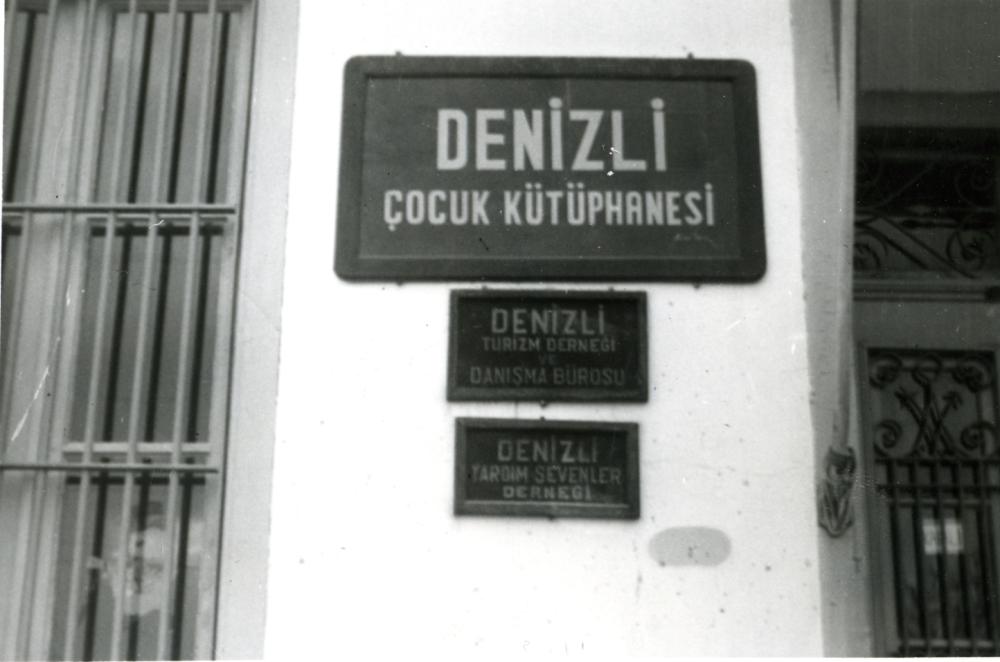 DENİZLİ
ÇOCUK KÜTÜPHANESİ
DENİZLİ
TURİZM DERNEĞİ
VE
DANIŞMA BÜROSU
DENİZLİ
YARDIM SEVENLER
DERNEĞİ